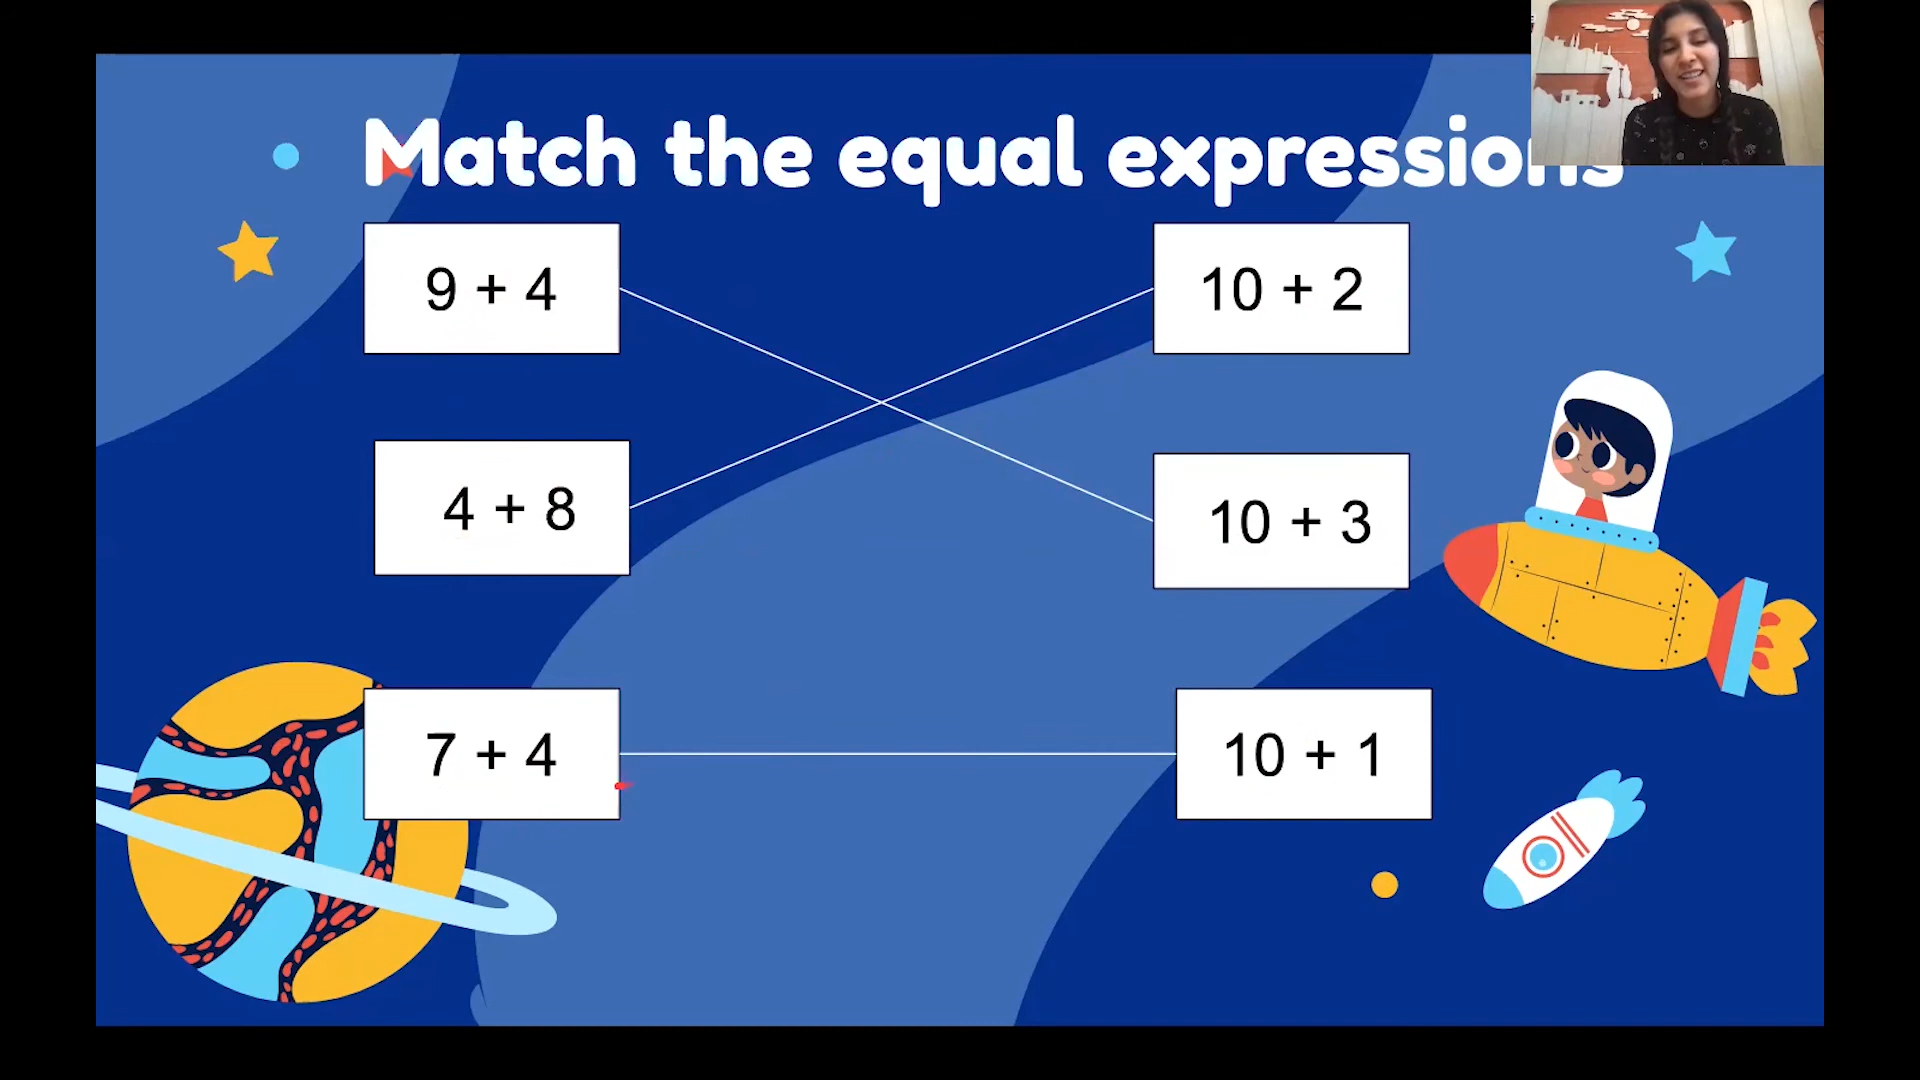 Match the equal expressions
9 + 4
10 + 2
4 + 8
10 + 3
7 + 4
10 + 1